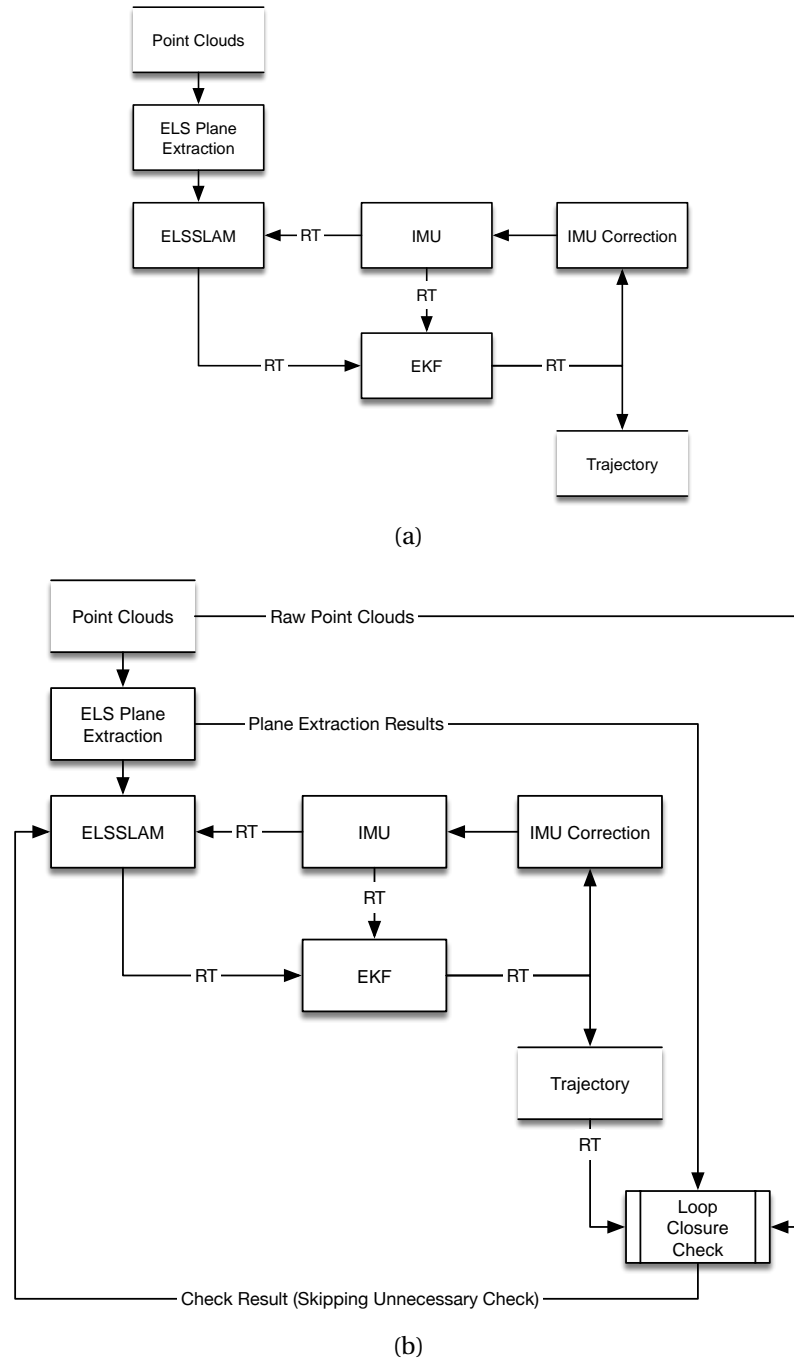 Point Clouds
ELS Plane
Extraction
ELSSLAM
RT
IMU
IMU Correction
RT
RT
EKF
RT
Trajectory
(a)
Point Clouds
Raw Point Clouds
ELS Plane
Extraction
Plane Extraction Results
ELSSLAM
RT
IMU
IMU Correction
RT
RT
EKF
RT
Trajectory
RT
Loop
Closure
Check
Check Result (Skipping Unnecessary Check)
(b)